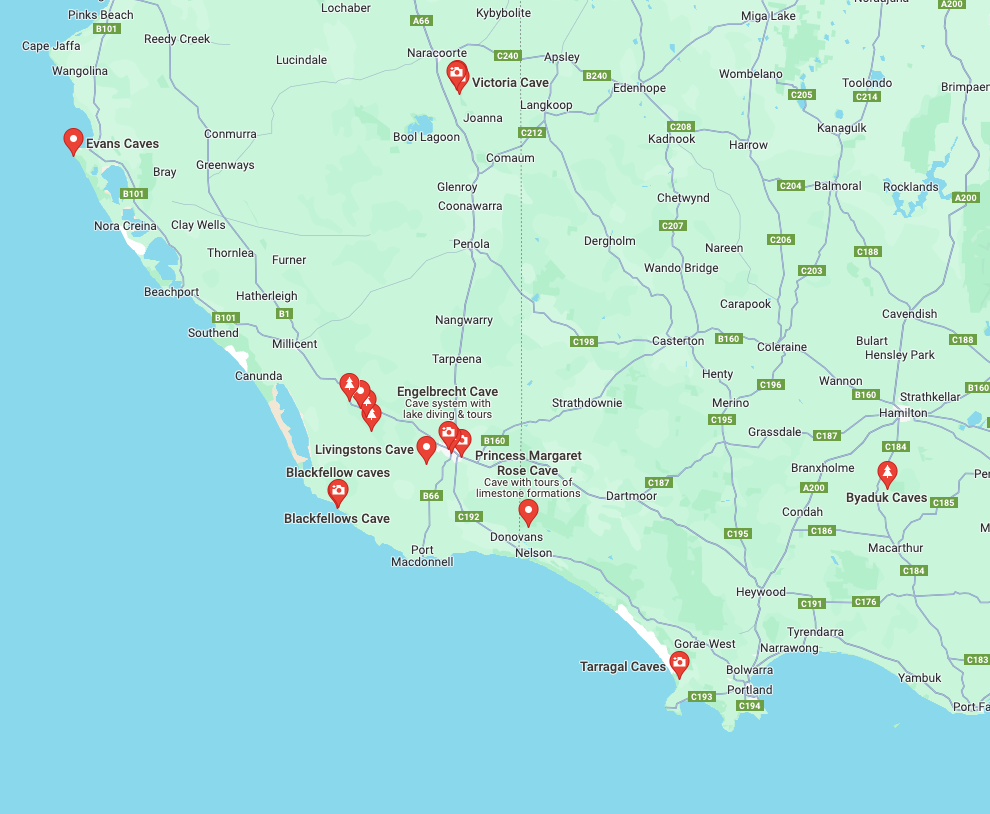 Lochaber
Kybybolite
A66
Pinks Beach
B101
Miga Lake
A200
Reedy Creek
Cape Jaffa
Naracoorte
C240
Apsley
Lucindale
Wangolina
B240
Wombelano
Toolondo
Victoria Cave
Edenhope
Brimpaen
C205
C214
Langkoop
Joanna
Conmurra
Bool Lagoon
C212
C208
Kanagulk
Kadnook
Harrow
Evans Caves
Comaum
Greenways
Bray
Glenroy
C204
Balmoral
Rocklands
B101
Chetwynd
A200
Coonawarra
Nora Creina
Clay Wells
C207
Dergholm
C206
Penola
Nareen
Thornlea
Furner
C188
Wando Bridge
C203
Beachport
Hatherleigh
Carapook
B101
B1
Nangwarry
Cavendish
Southend
Millicent
C198
Casterton
B160
Coleraine
Bulart
C188
Hensley Park
Tarpeena
Canunda
Henty
C196
Wannon
B160
B160
Engelbrecht Cave
Cave system with
lake diving & tours
Strathdownie
Merino
Strathkellar
Hamilton
C195
Grassdale
C187
B160
C184
Livingstons Cave
Princess Margaret
Rose Cave
Cave with tours of
limestone formations
Blackfellow caves
Branxholme
C187
A200
B66
Dartmoor
Byaduk Caves
C185
Blackfellows Cave
C192
Condah
C186
C195
Donovans
Port
Macdonnell
Nelson
Macarthur
C184
Heywood
C191
C176
Tyrendarra
Gorae West
Narrawong
Tarragal Caves
C183
Bolwarra
Yambuk
C193
Portland
C194
Port Fa